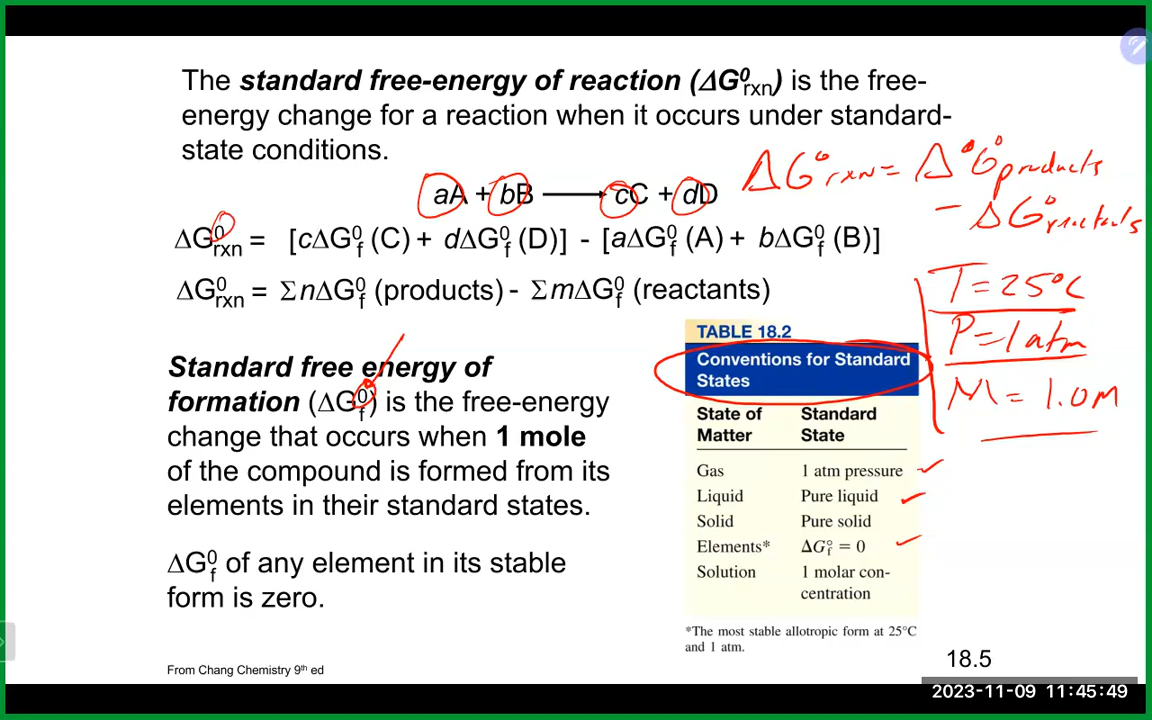 The standard free-energy of reaction (ΔG⁰rxn) is the free-
energy change for a reaction when it occurs under standard-
state conditions.
aA + bB ⟶ cC + dD
ΔG⁰rxn = [cΔG⁰f (C) + dΔG⁰f (D)] - [aΔG⁰f (A) + bΔG⁰f (B)]
ΔG⁰rxn = ΣnΔG⁰f (products) - ΣmΔG⁰f (reactants)
ΔG°rxn = Δ°G°products
- ΔG°reactants
T = 25°C
P = 1 atm
M = 1.0M
Standard free energy of
formation (ΔG⁰f) is the free-energy
change that occurs when 1 mole
of the compound is formed from its
elements in their standard states.
ΔG⁰f of any element in its stable
form is zero.
TABLE 18.2
Conventions for Standard
States
State of Standard
Matter State
Gas 1 atm pressure
Liquid Pure liquid
Solid Pure solid
Elements* ΔG°f = 0
Solution 1 molar con-
centration
*The most stable allotropic form at 25°C
and 1 atm.
From Chang Chemistry 9th ed
18.5
2023-11-09 11:45:49